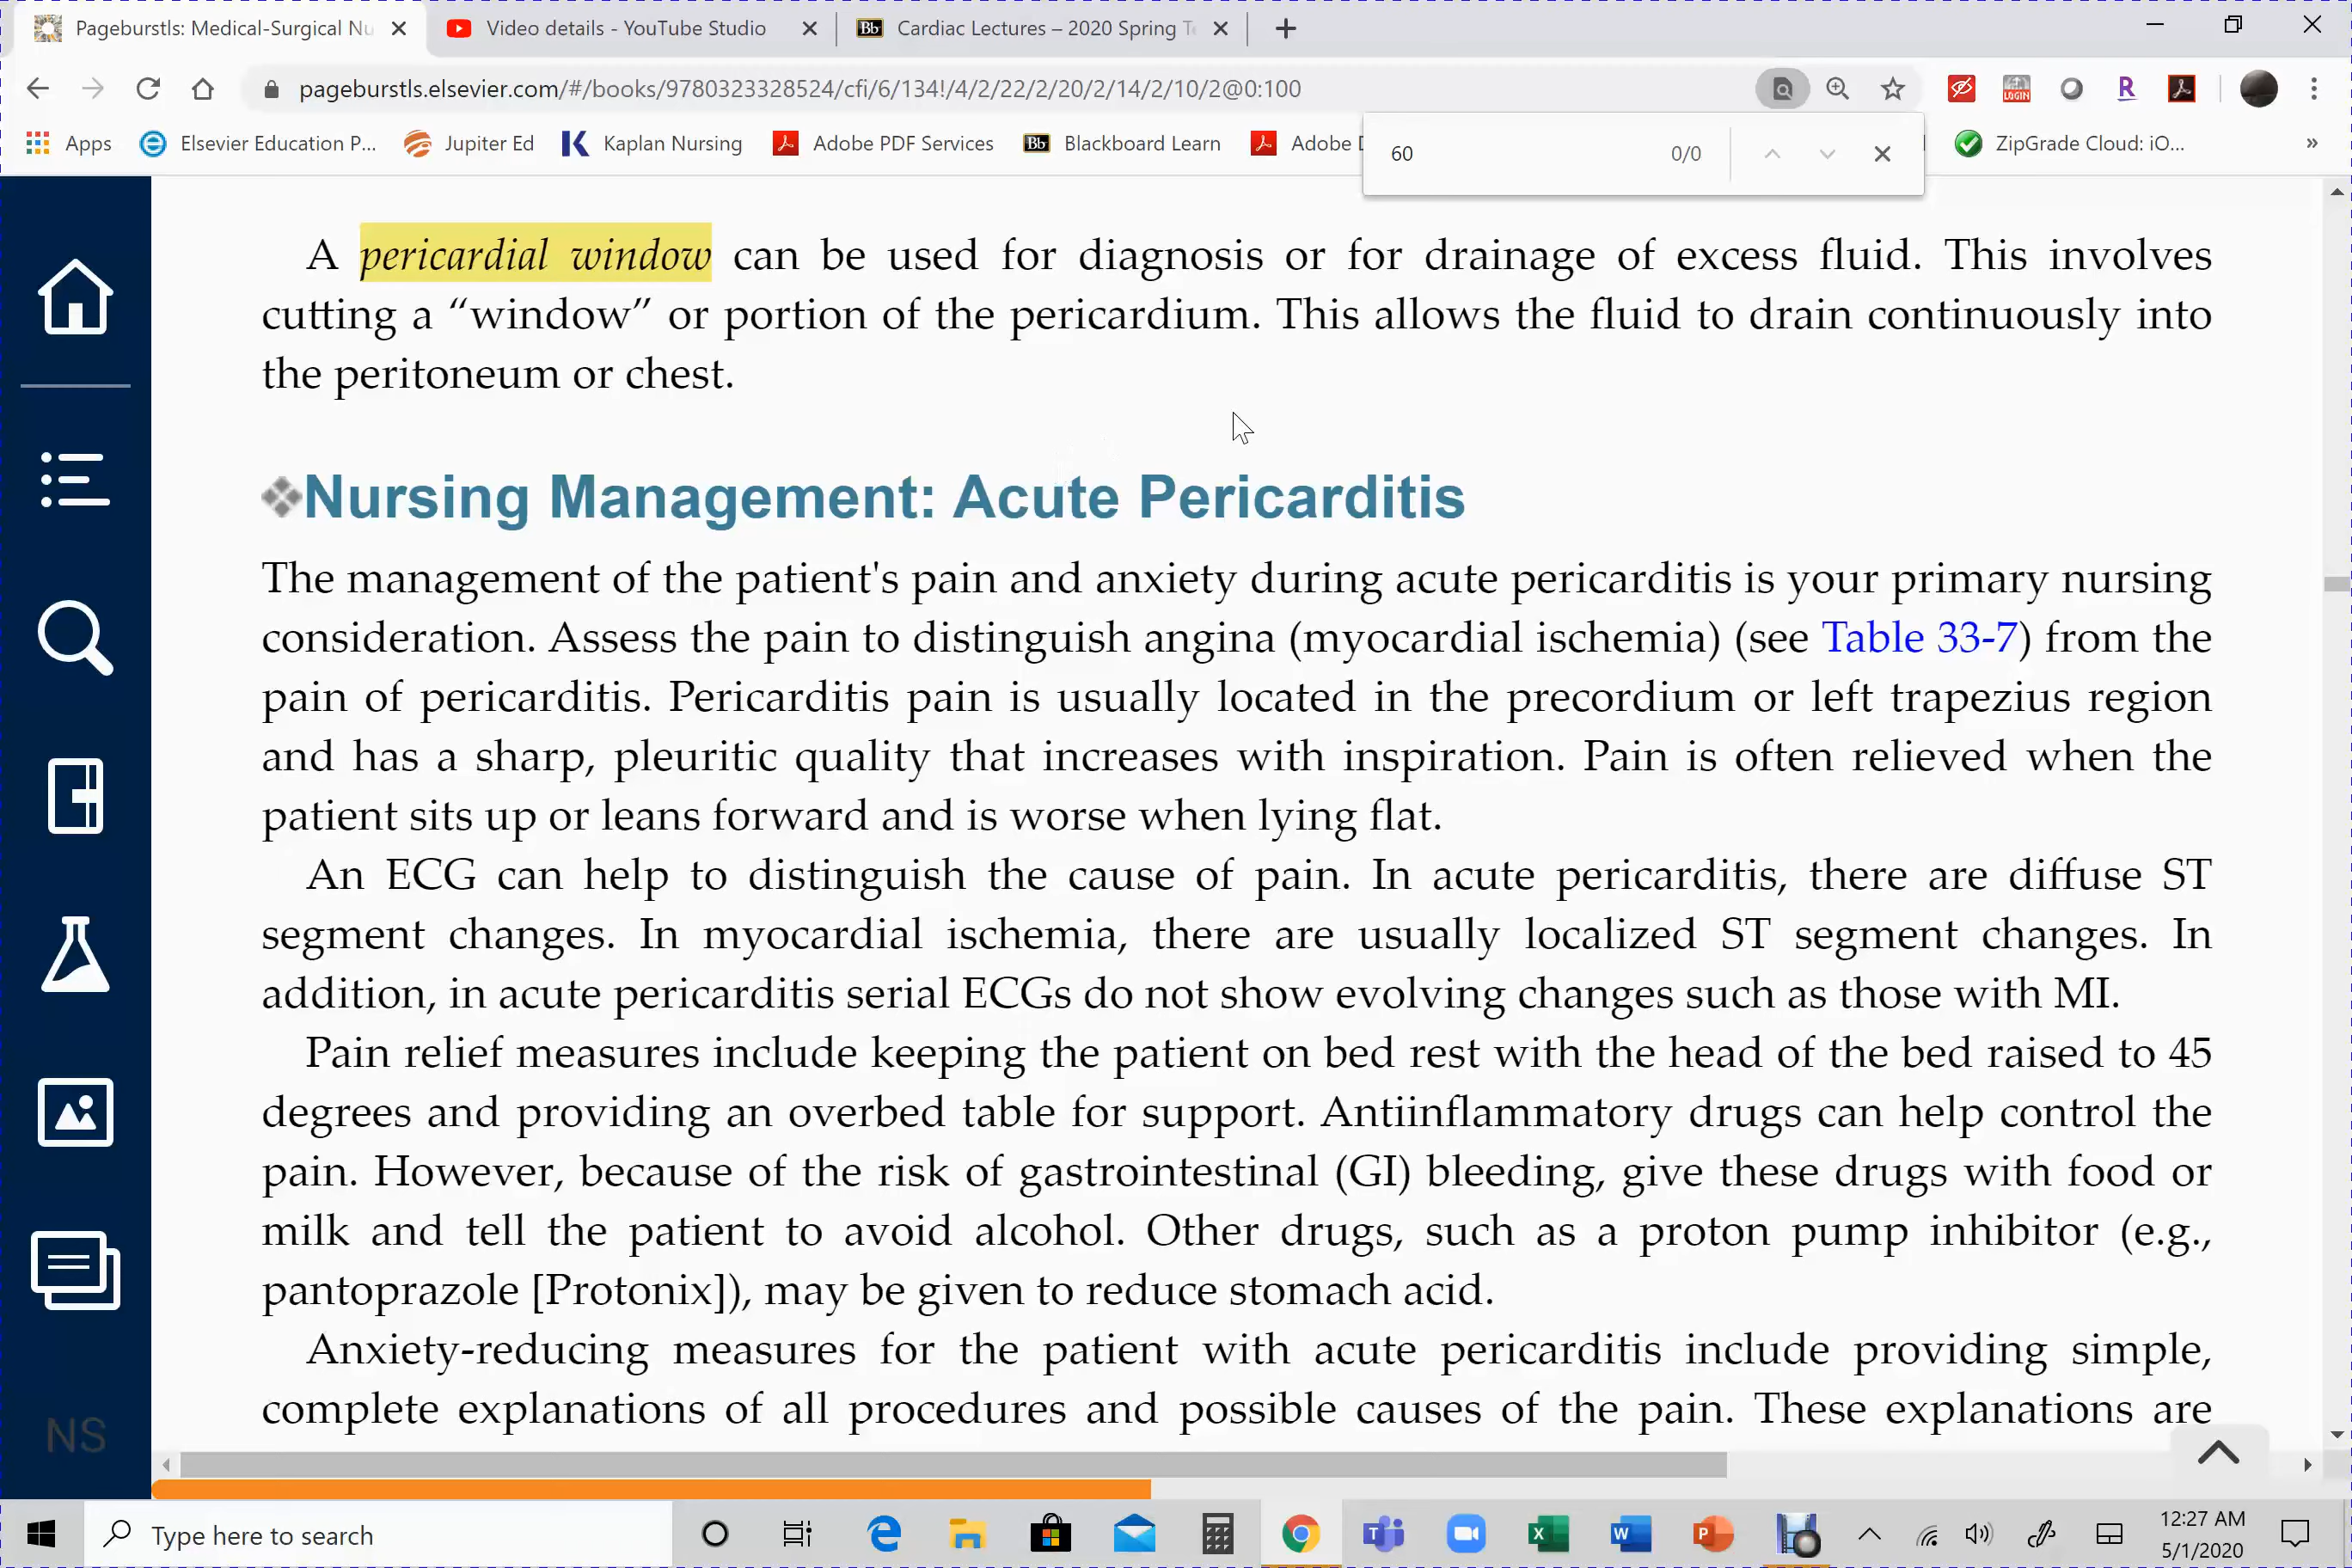 Pageburstls: Medical-Surgical Nu
Video details - YouTube Studio
Bb Cardiac Lectures – 2020 Spring Te
pageburstls.elsevier.com/#/books/9780323328524/cfi/6/134!/4/2/22/2/20/2/14/2/10/2@0:100
LOGIN
R
Apps
Elsevier Education P...
Jupiter Ed
Kaplan Nursing
Adobe PDF Services
Bb Blackboard Learn
Adobe D
60
0/0
ZipGrade Cloud: iO...
»
A pericardial window can be used for diagnosis or for drainage of excess fluid. This involves
cutting a “window” or portion of the pericardium. This allows the fluid to drain continuously into
the peritoneum or chest.
Nursing Management: Acute Pericarditis
The management of the patient's pain and anxiety during acute pericarditis is your primary nursing
consideration. Assess the pain to distinguish angina (myocardial ischemia) (see Table 33-7) from the
pain of pericarditis. Pericarditis pain is usually located in the precordium or left trapezius region
and has a sharp, pleuritic quality that increases with inspiration. Pain is often relieved when the
patient sits up or leans forward and is worse when lying flat.
An ECG can help to distinguish the cause of pain. In acute pericarditis, there are diffuse ST
segment changes. In myocardial ischemia, there are usually localized ST segment changes. In
addition, in acute pericarditis serial ECGs do not show evolving changes such as those with MI.
Pain relief measures include keeping the patient on bed rest with the head of the bed raised to 45
degrees and providing an overbed table for support. Antiinflammatory drugs can help control the
pain. However, because of the risk of gastrointestinal (GI) bleeding, give these drugs with food or
milk and tell the patient to avoid alcohol. Other drugs, such as a proton pump inhibitor (e.g.,
pantoprazole [Protonix]), may be given to reduce stomach acid.
Anxiety-reducing measures for the patient with acute pericarditis include providing simple,
complete explanations of all procedures and possible causes of the pain. These explanations are
NS
Type here to search
12:27 AM
5/1/2020